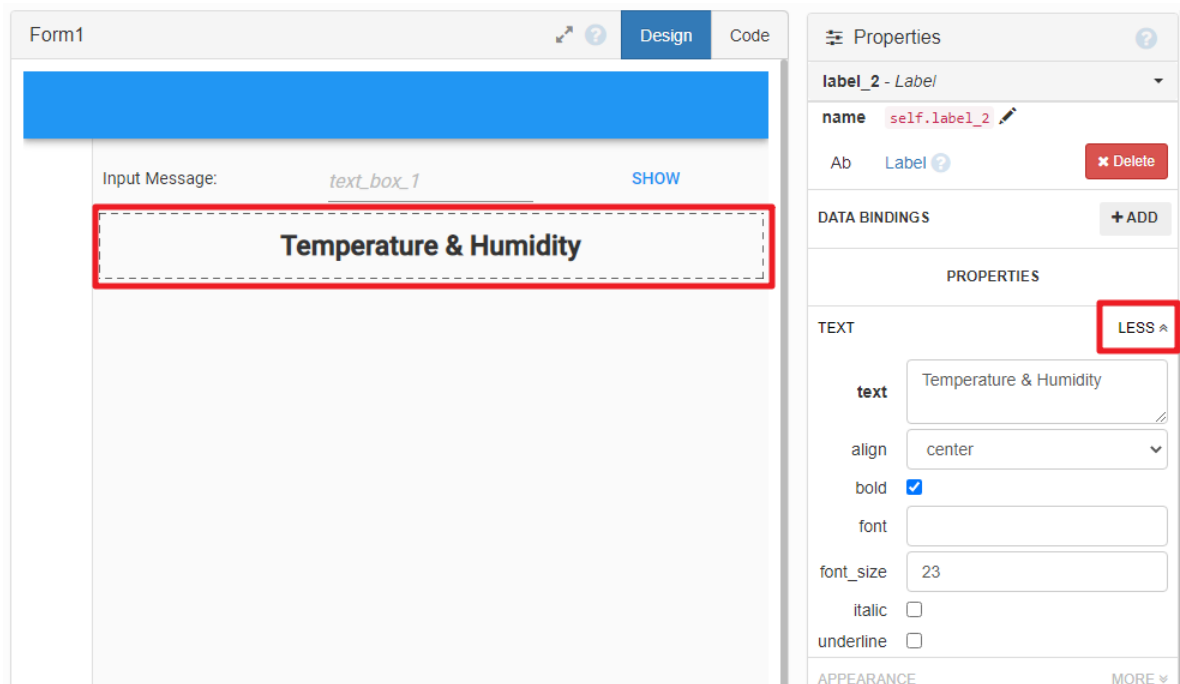 Form1
Design
Code
Input Message:
text_box_1
SHOW
Temperature & Humidity
Properties
label_2 - Label
name self.label_2
Ab Label
Delete
DATA BINDINGS
+ ADD
PROPERTIES
TEXT
LESS
text Temperature & Humidity
align center
bold
font
font_size 23
italic
underline
APPEARANCE
MORE